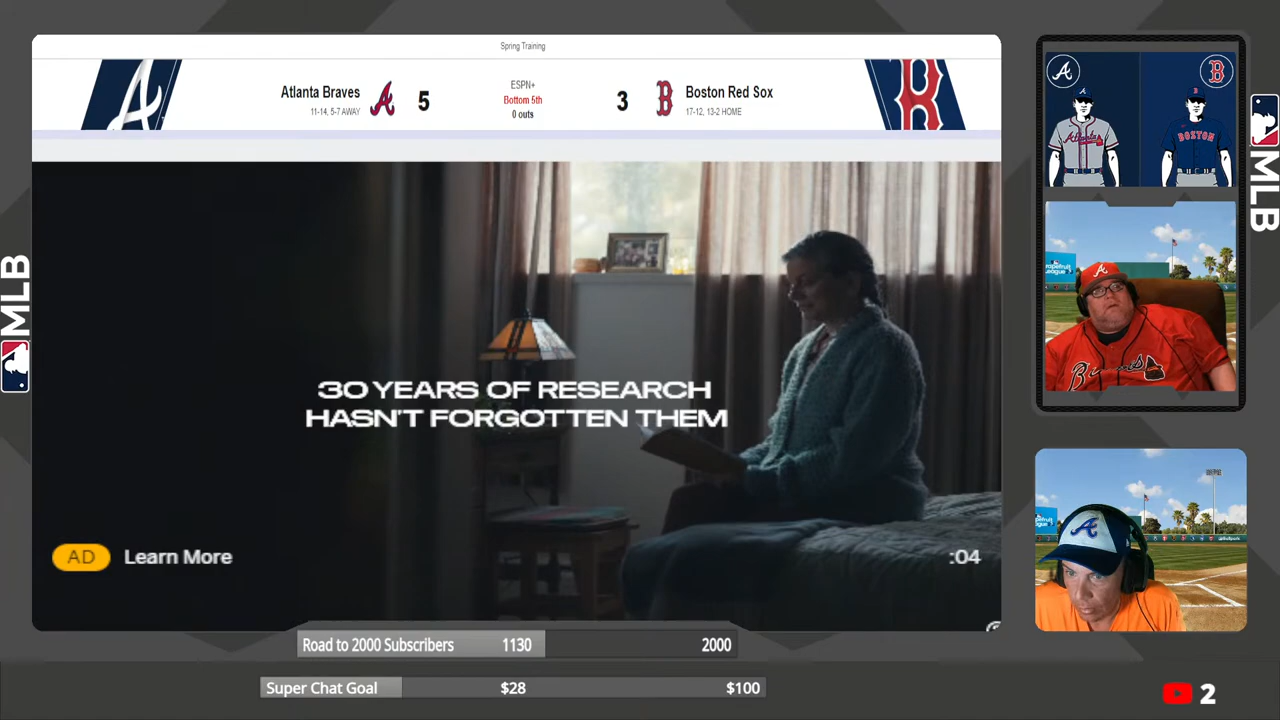 Spring Training
Atlanta Braves
11-14, 5-7 AWAY
5
ESPN+
Bottom 5th
0 outs
3
Boston Red Sox
17-12, 13-2 HOME
30 YEARS OF RESEARCH
HASN'T FORGOTTEN THEM
AD Learn More
:04
MLB
MLB
BOSTON
Braves
Road to 2000 Subscribers 1130 2000
Super Chat Goal $28 $100
2